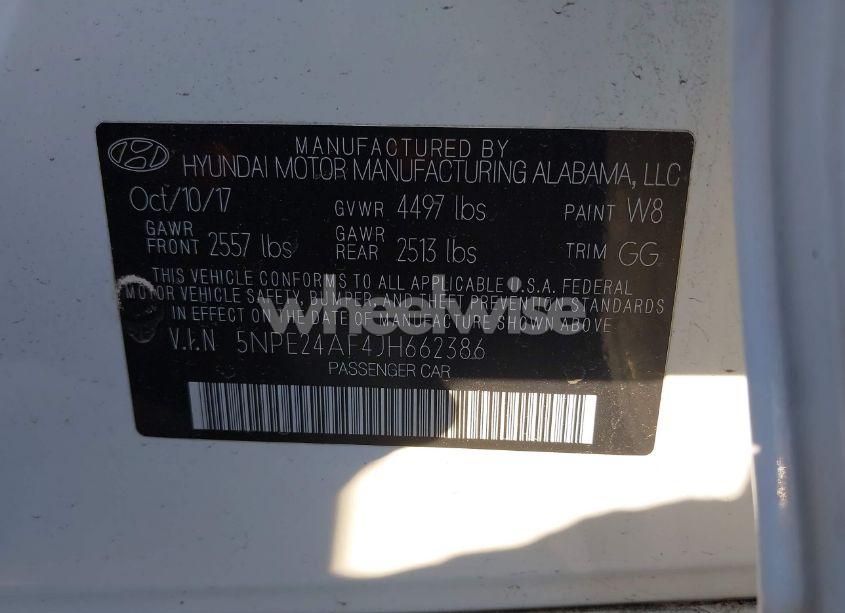 MANUFACTURED BY
HYUNDAI MOTOR MANUFACTURING ALABAMA, LLC
Oct/10/17 GVWR 4497 lbs PAINT W8
GAWR FRONT 2557 lbs GAWR REAR 2513 lbs TRIM GG
THIS VEHICLE CONFORMS TO ALL APPLICABLE U.S.A. FEDERAL
MOTOR VEHICLE SAFETY, BUMPER, AND THEFT PREVENTION STANDARDS
IN EFFECT ON THE DATE OF MANUFACTURE SHOWN ABOVE
wheelwise
V.I.N 5NPE24AF4JH662386
PASSENGER CAR